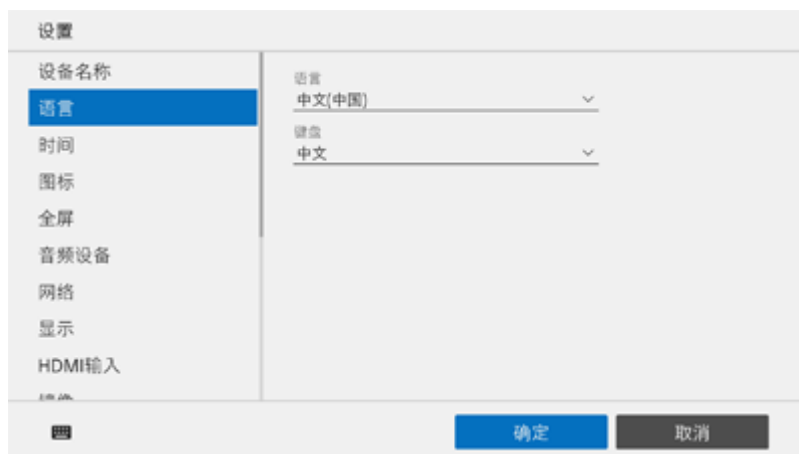 设置
设备名称
语言
时间
图标
全屏
音频设备
网络
显示
HDMI输入
语言
中文(中国)
键盘
中文
确定
取消